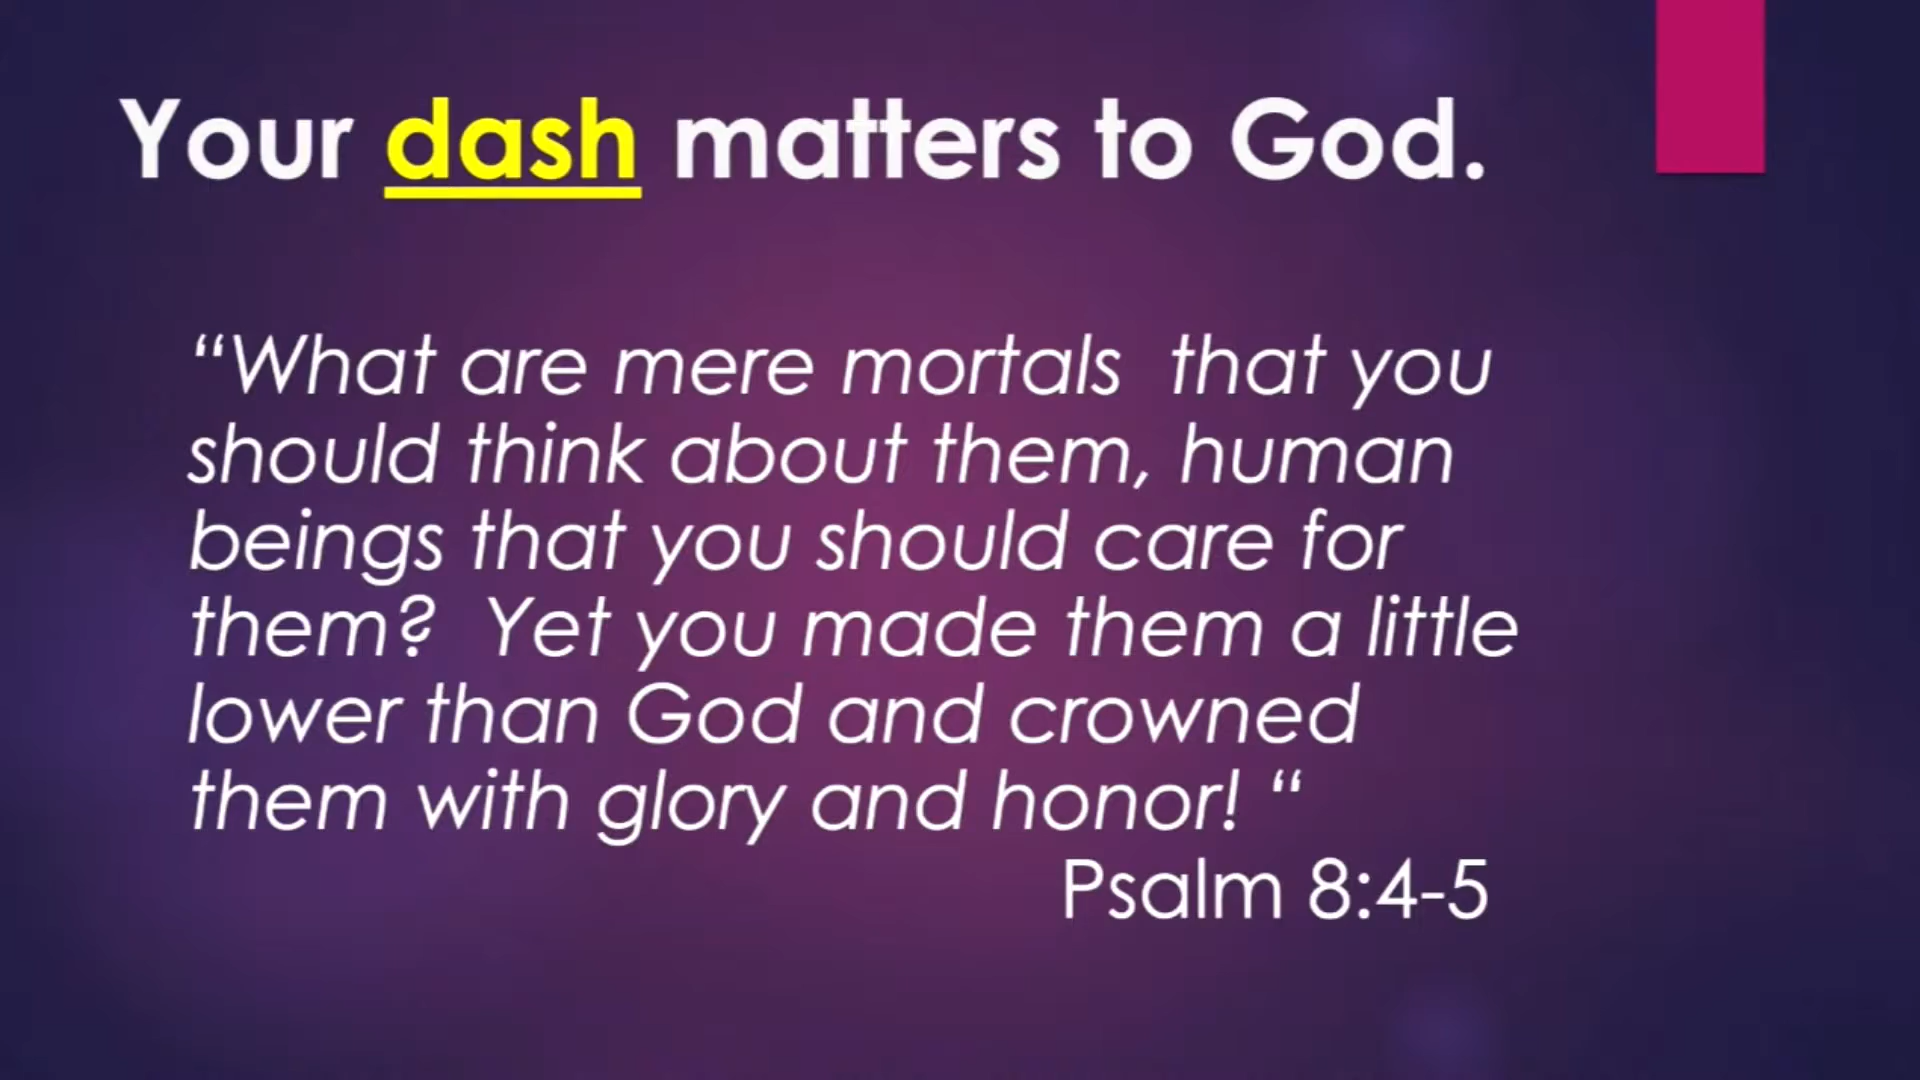 Your dash matters to God.
“What are mere mortals  that you
should think about them, human
beings that you should care for
them?  Yet you made them a little
lower than God and crowned
them with glory and honor! “
Psalm 8:4-5